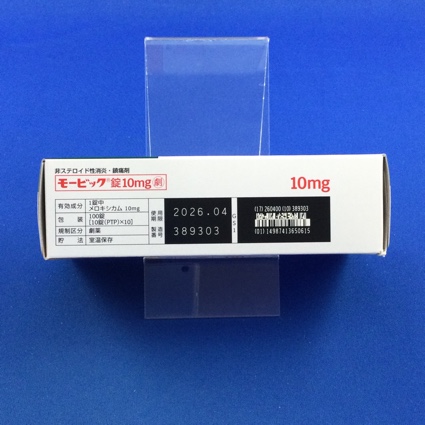 非ステロイド性消炎・鎮痛剤
モービック®錠10mg 劇
10mg
有効成分 1錠中 メロキシカム 10mg
包装 100錠 [10錠(PTP)×10]
規制区分 劇薬
貯法 室温保存
使用期限 2026.04
製造番号 389303
GS1
(17)260400(10)389303
(01)14987413650615